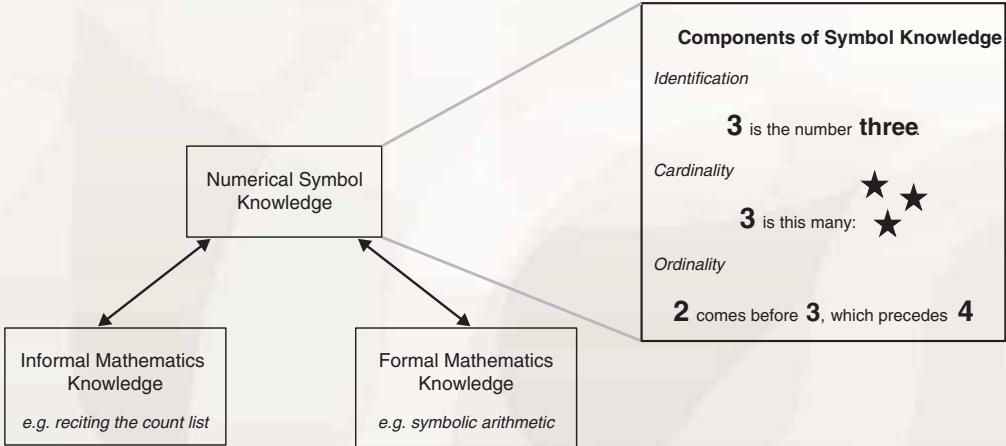 Components of Symbol Knowledge
Identification
3 is the number three.
Cardinality
3 is this many:
Ordinality
2 comes before 3, which precedes 4
Numerical Symbol
Knowledge
Informal Mathematics
Knowledge
e.g. reciting the count list
Formal Mathematics
Knowledge
e.g. symbolic arithmetic